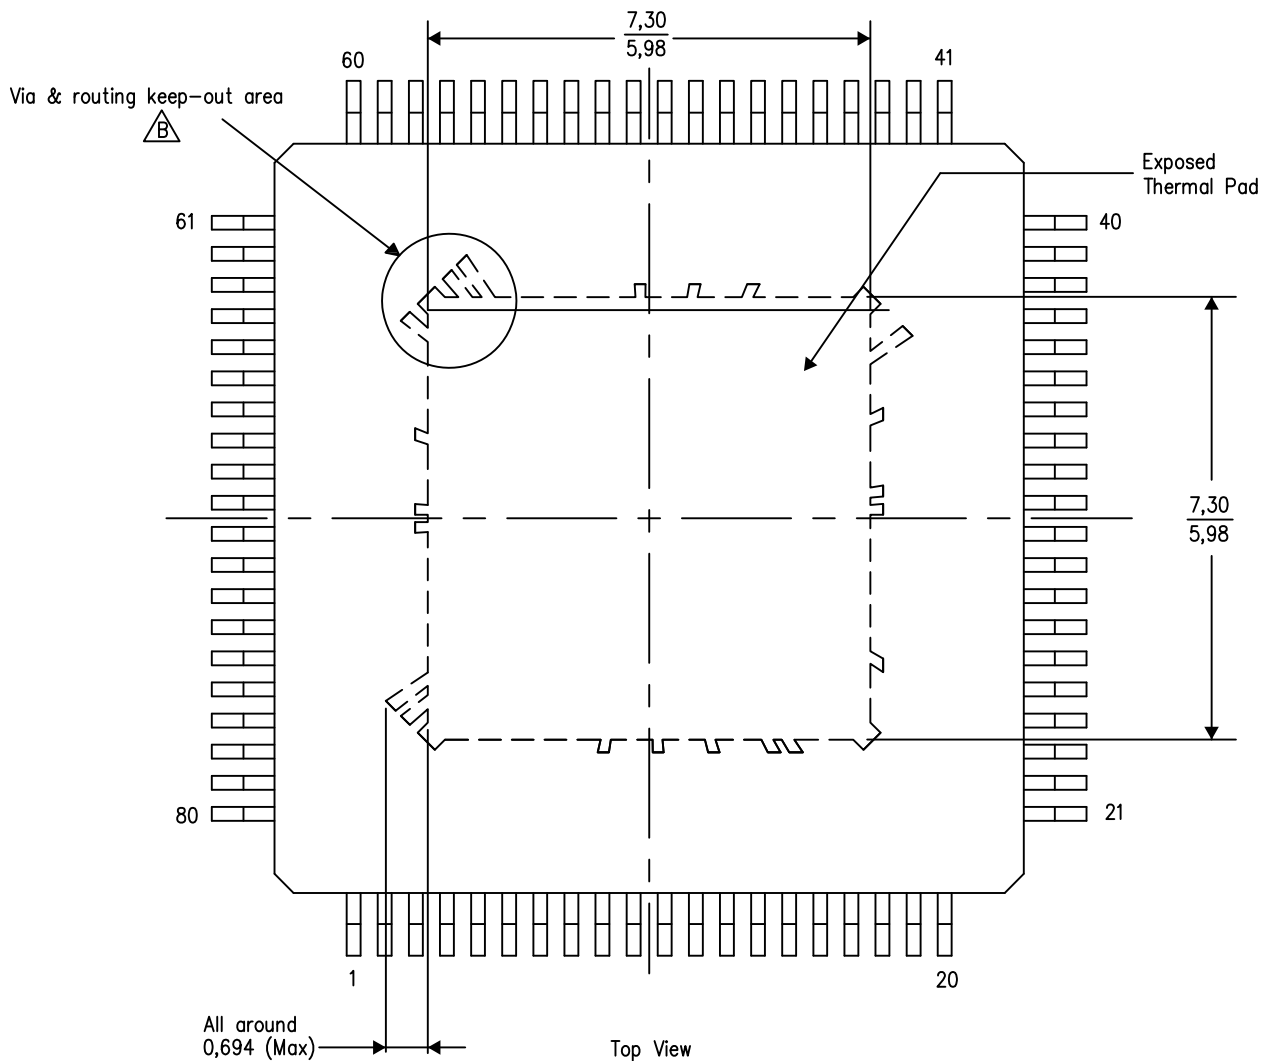 7,30
5,98
60
41
Via & routing keep-out area
B
Exposed
Thermal Pad
61
40
7,30
5,98
80
21
1
20
All around
0,694 (Max)
Top View